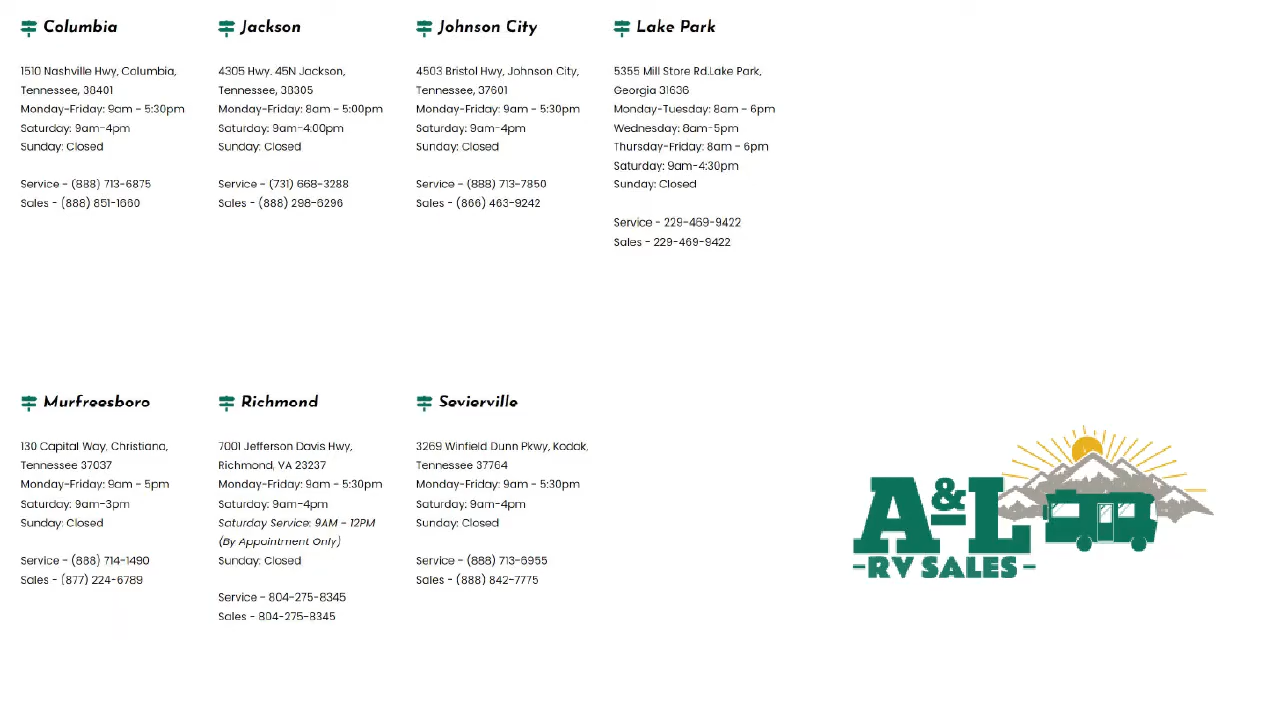 Columbia
1510 Nashville Hwy, Columbia,
Tennessee, 38401
Monday-Friday: 9am - 5:30pm
Saturday: 9am-4pm
Sunday: Closed
Service - (888) 713-6875
Sales - (888) 851-1660
Jackson
4305 Hwy. 45N Jackson,
Tennessee, 38305
Monday-Friday: 8am - 5:00pm
Saturday: 9am-4:00pm
Sunday: Closed
Service - (731) 668-3288
Sales - (888) 298-6296
Johnson City
4503 Bristol Hwy, Johnson City,
Tennessee, 37601
Monday-Friday: 9am - 5:30pm
Saturday: 9am-4pm
Sunday: Closed
Service - (888) 713-7850
Sales - (866) 463-9242
Lake Park
5355 Mill Store Rd.Lake Park,
Georgia 31636
Monday-Tuesday: 8am - 6pm
Wednesday: 8am-5pm
Thursday-Friday: 8am - 6pm
Saturday: 9am-4:30pm
Sunday: Closed
Service - 229-469-9422
Sales - 229-469-9422
Murfreesboro
130 Capital Way, Christiana,
Tennessee 37037
Monday-Friday: 9am - 5pm
Saturday: 9am-3pm
Sunday: Closed
Service - (888) 714-1490
Sales - (877) 224-6789
Richmond
7001 Jefferson Davis Hwy,
Richmond, VA 23237
Monday-Friday: 9am - 5:30pm
Saturday: 9am-4pm
Saturday Service: 9AM - 12PM
(By Appointment Only)
Sunday: Closed
Service - 804-275-8345
Sales - 804-275-8345
Sevierville
3269 Winfield Dunn Pkwy, Kodak,
Tennessee 37764
Monday-Friday: 9am - 5:30pm
Saturday: 9am-4pm
Sunday: Closed
Service - (888) 713-5955
Sales - (888) 842-7775
A&L
-RV SALES-